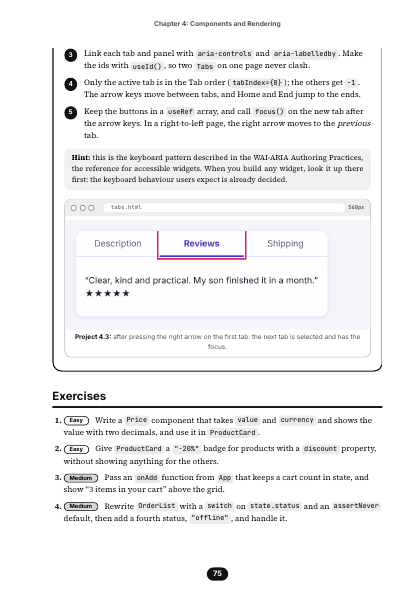 Chapter 4: Components and Rendering
3 Link each tab and panel with aria-controls and aria-labelledby. Make
the ids with useId(), so two Tabs on one page never clash.
4 Only the active tab is in the Tab order (tabIndex={0}); the others get -1.
The arrow keys move between tabs, and Home and End jump to the ends.
5 Keep the buttons in a useRef array, and call focus() on the new tab after
the arrow keys. In a right-to-left page, the right arrow moves to the previous
tab.
Hint: this is the keyboard pattern described in the WAI-ARIA Authoring Practices,
the reference for accessible widgets. When you build any widget, look it up there
first: the keyboard behaviour users expect is already decided.
tabs.html 560px
Description Reviews Shipping
“Clear, kind and practical. My son finished it in a month.”
★★★★★
Project 4.3: after pressing the right arrow on the first tab: the next tab is selected and has the
focus.
Exercises
1. Easy Write a Price component that takes value and currency and shows the
value with two decimals, and use it in ProductCard.
2. Easy Give ProductCard a "-20%" badge for products with a discount property,
without showing anything for the others.
3. Medium Pass an onAdd function from App that keeps a cart count in state, and
show “3 items in your cart” above the grid.
4. Medium Rewrite OrderList with a switch on state.status and an assertNever
default, then add a fourth status, "offline", and handle it.
75